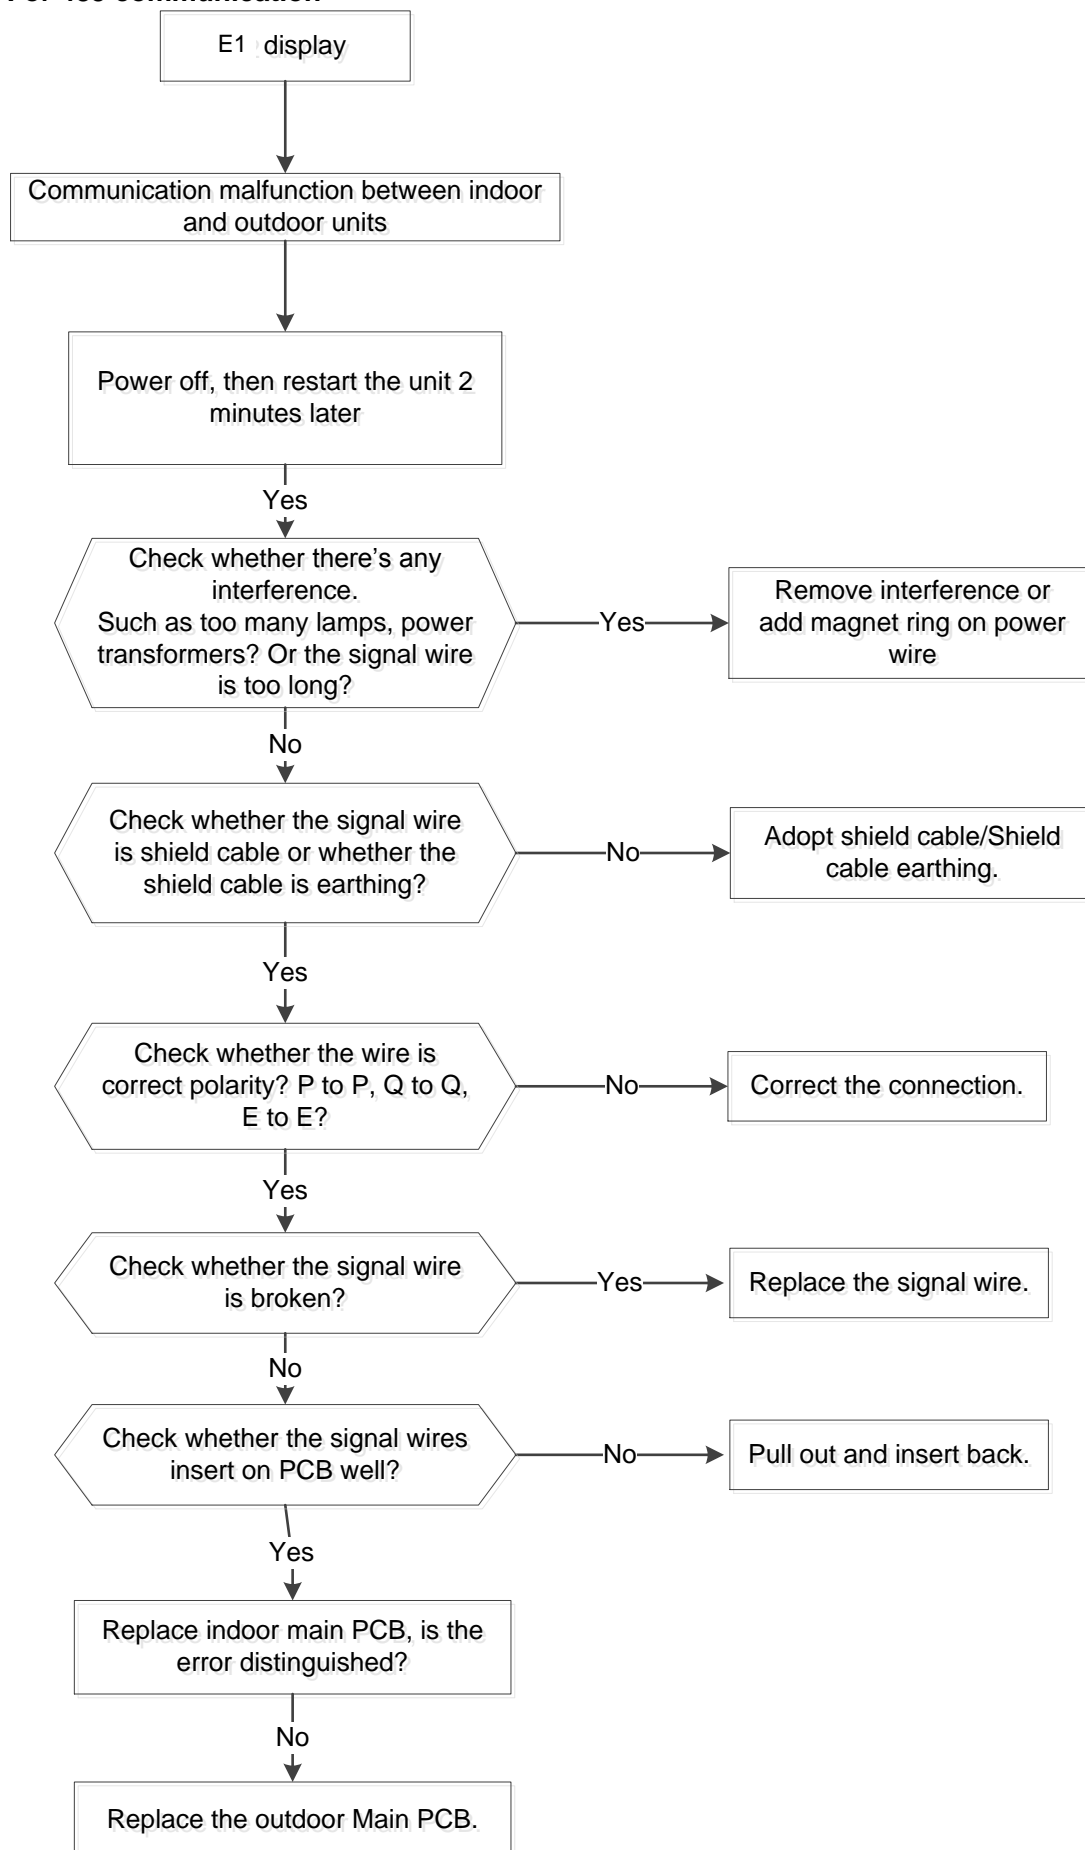 E1 display
Communication malfunction between indoor
and outdoor units
Power off, then restart the unit 2
minutes later
Yes
Check whether there's any
interference.
Such as too many lamps, power
transformers? Or the signal wire
is too long?
Yes
Remove interference or
add magnet ring on power
wire
No
Check whether the signal wire
is shield cable or whether the
shield cable is earthing?
No
Adopt shield cable/Shield
cable earthing.
Yes
Check whether the wire is
correct polarity? P to P, Q to Q,
E to E?
No
Correct the connection.
Yes
Check whether the signal wire
is broken?
Yes
Replace the signal wire.
No
Check whether the signal wires
insert on PCB well?
No
Pull out and insert back.
Yes
Replace indoor main PCB, is the
error distinguished?
No
Replace the outdoor Main PCB.